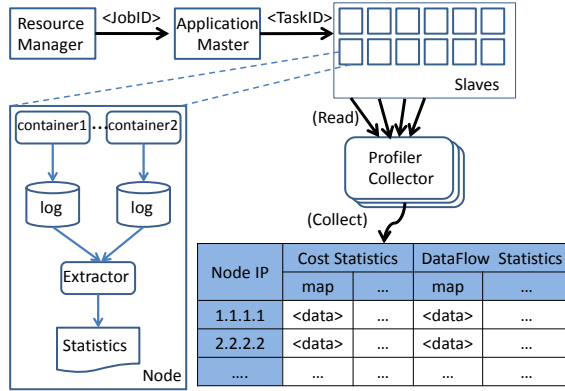 Resource Manager
<JobID>
Application Master
<TaskID>
Slaves
(Read)
Profiler Collector
(Collect)
container1
...
container2
log
log
Extractor
Statistics
Node
Node IP Cost Statistics DataFlow Statistics
map ... map ...
1.1.1.1 <data> ... <data> ...
2.2.2.2 <data> ... <data> ...
.... ... ... ... ...